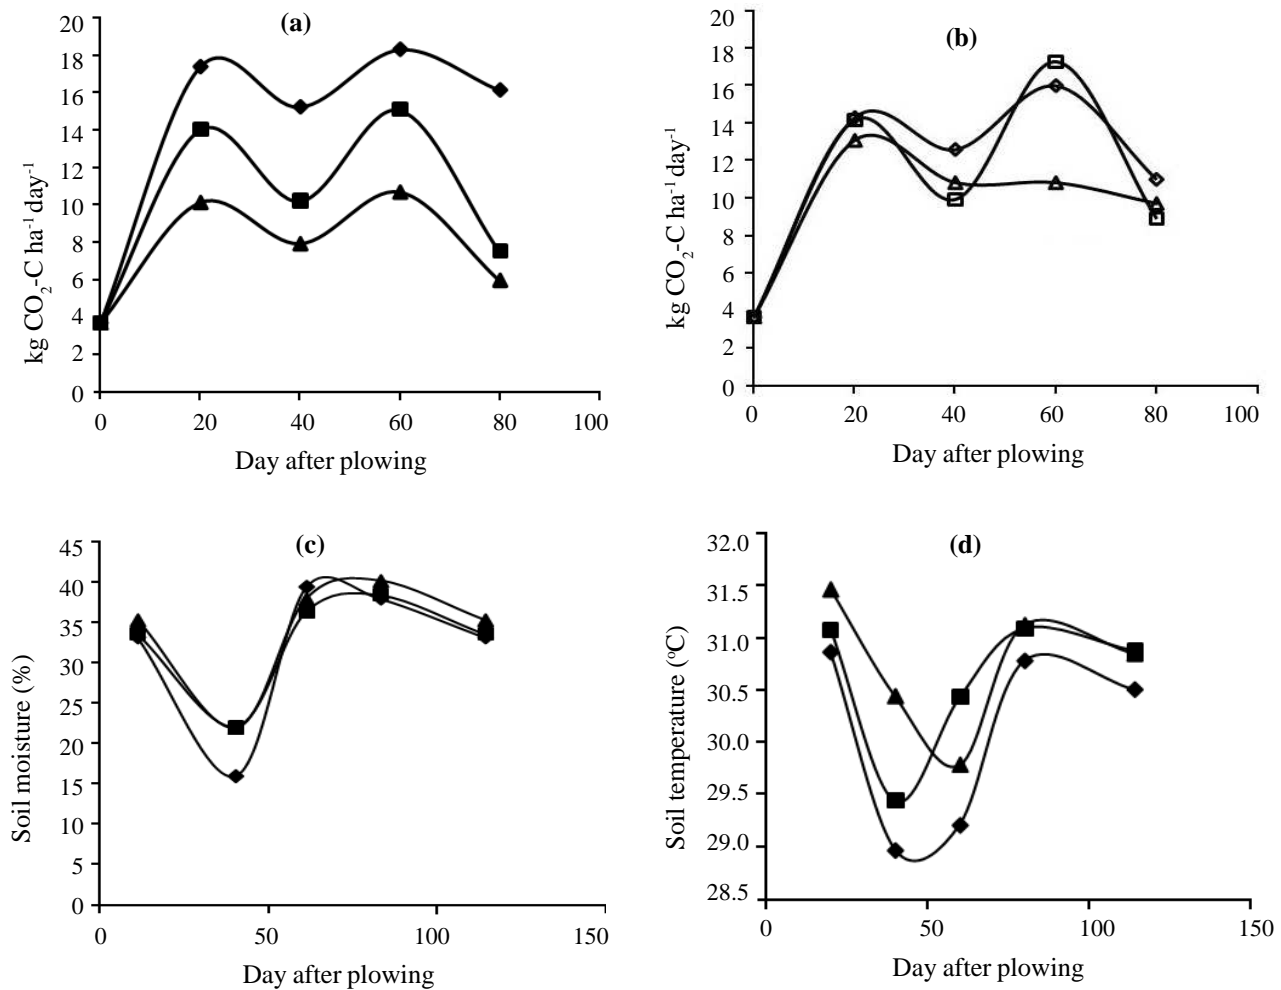 (a)
20
18
16
14
12
10
8
6
4
2
0
kg CO₂-C ha⁻¹ day⁻¹
0 20 40 60 80 100
Day after plowing
(b)
20
18
16
14
12
10
8
6
4
2
0
kg CO₂-C ha⁻¹ day⁻¹
0 20 40 60 80 100
Day after plowing
(c)
45
40
35
30
25
20
15
10
5
0
Soil moisture (%)
0 50 100 150
Day after plowing
(d)
32.0
31.5
31.0
30.5
30.0
29.5
29.0
28.5
Soil temperature (°C)
0 50 100 150
Day after plowing